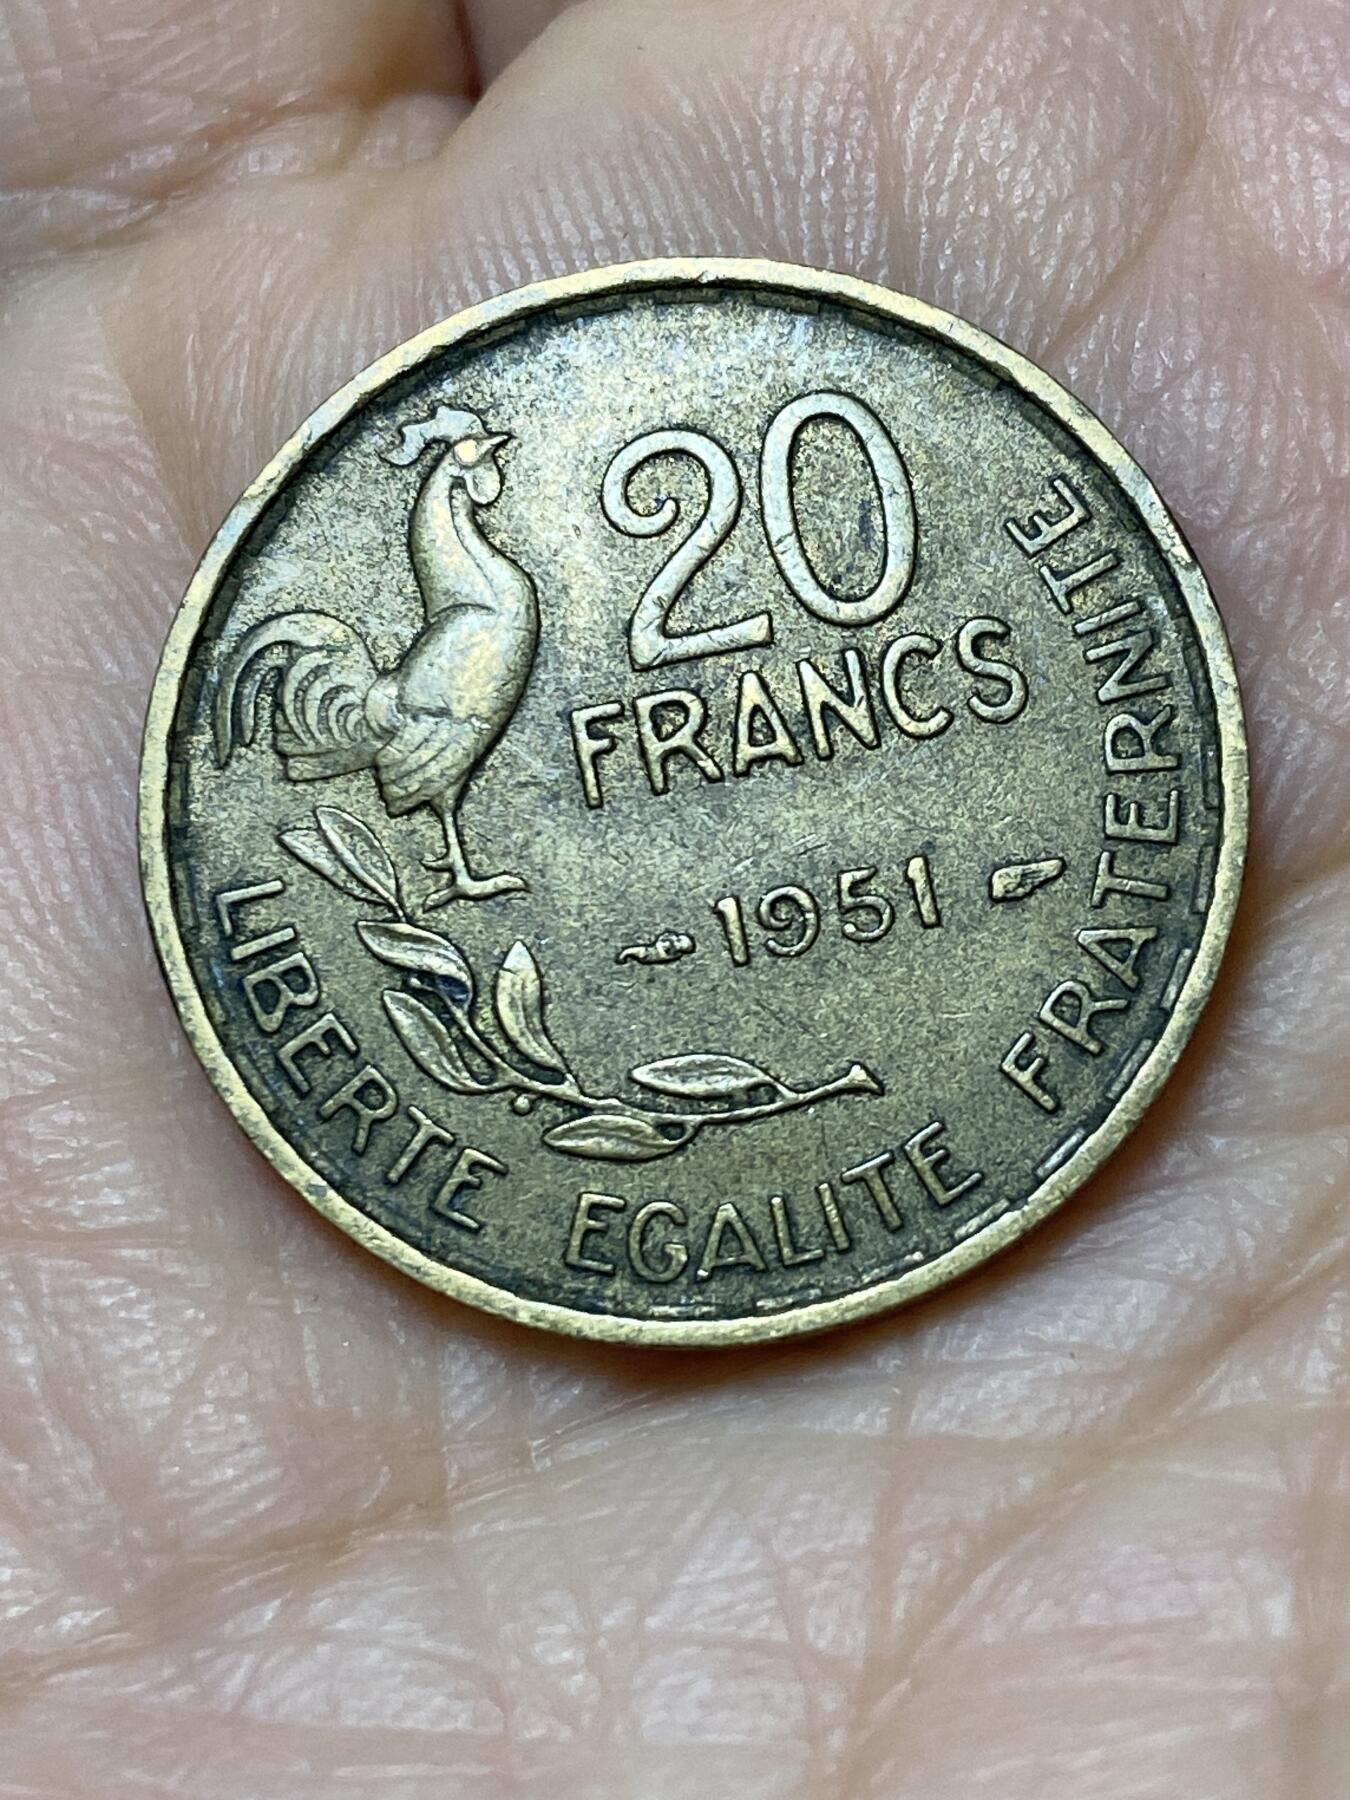 20
FRANCS
1951
LIBERTE EGALITE FRATERNITE